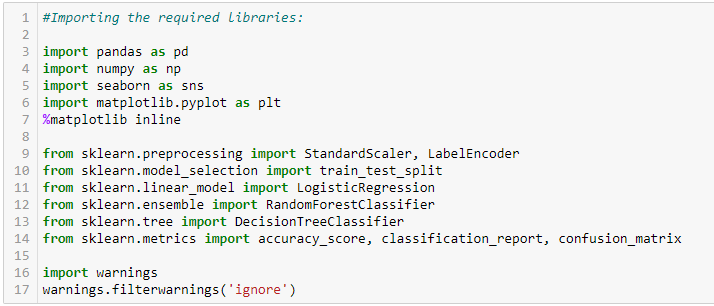 1 #Importing the required libraries:
2
3 import pandas as pd
4 import numpy as np
5 import seaborn as sns
6 import matplotlib.pyplot as plt
7 %matplotlib inline
8
9 from sklearn.preprocessing import StandardScaler, LabelEncoder
10 from sklearn.model_selection import train_test_split
11 from sklearn.linear_model import LogisticRegression
12 from sklearn.ensemble import RandomForestClassifier
13 from sklearn.tree import DecisionTreeClassifier
14 from sklearn.metrics import accuracy_score, classification_report, confusion_matrix
15
16 import warnings
17 warnings.filterwarnings('ignore')